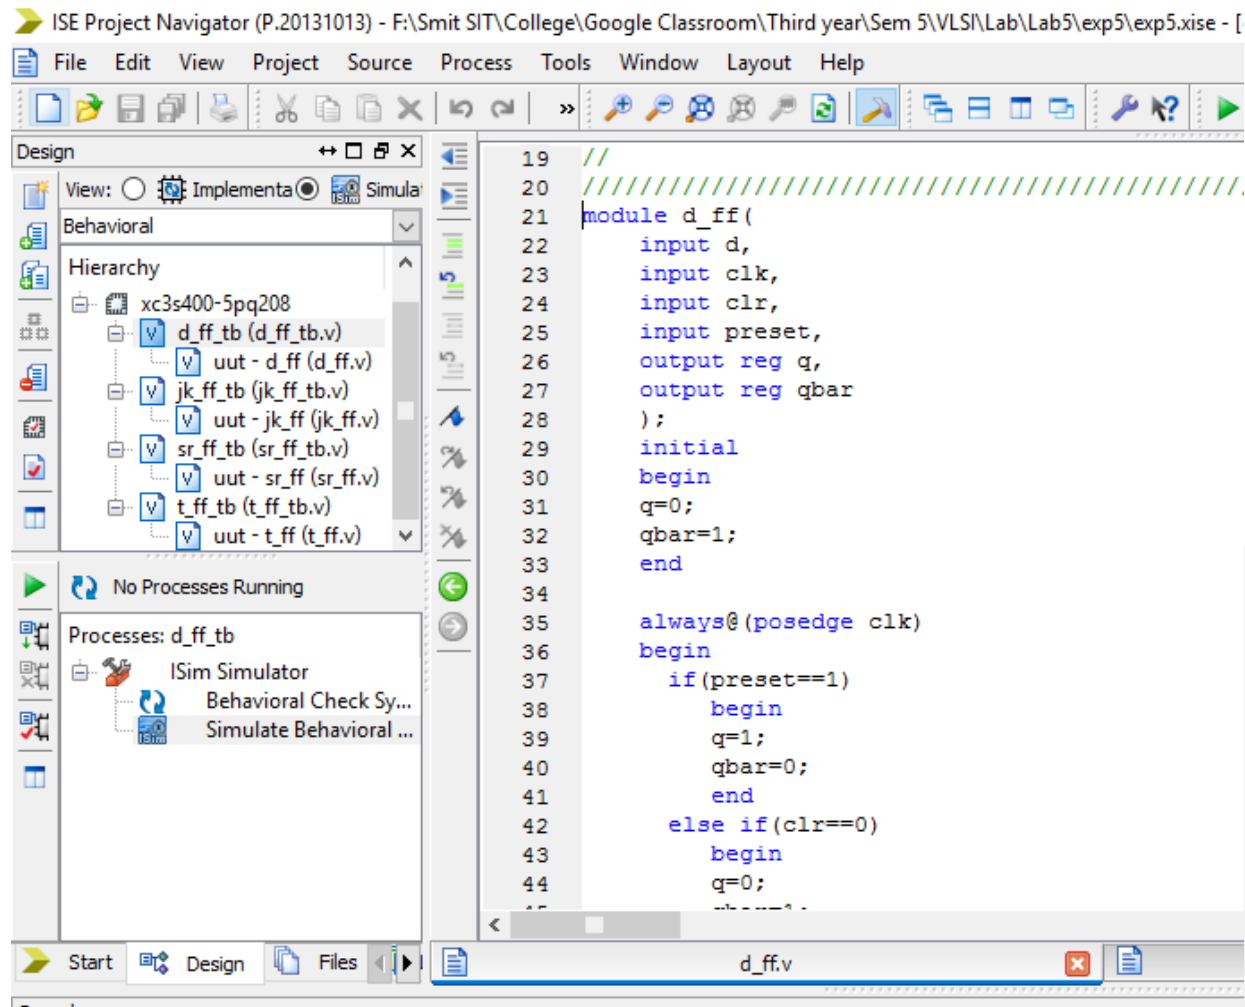 ISE Project Navigator (P.20131013) - F:\Smit SIT\College\Google Classroom\Third year\Sem 5\VLSI\Lab\Lab5\exp5\exp5.xise - [
File Edit View Project Source Process Tools Window Layout Help
»
Design
View: Implementa Simulat
Behavioral
Hierarchy
xc3s400-5pq208
d_ff_tb (d_ff_tb.v)
uut - d_ff (d_ff.v)
jk_ff_tb (jk_ff_tb.v)
uut - jk_ff (jk_ff.v)
sr_ff_tb (sr_ff_tb.v)
uut - sr_ff (sr_ff.v)
t_ff_tb (t_ff_tb.v)
uut - t_ff (t_ff.v)
No Processes Running
Processes: d_ff_tb
ISim Simulator
Behavioral Check Sy...
Simulate Behavioral ...
Start Design Files
19 //
20 //////////////////////////////////////////////
21 module d_ff(
22 input d,
23 input clk,
24 input clr,
25 input preset,
26 output reg q,
27 output reg qbar
28 );
29 initial
30 begin
31 q=0;
32 qbar=1;
33 end
34
35 always@(posedge clk)
36 begin
37 if(preset==1)
38 begin
39 q=1;
40 qbar=0;
41 end
42 else if(clr==0)
43 begin
44 q=0;
d_ff.v